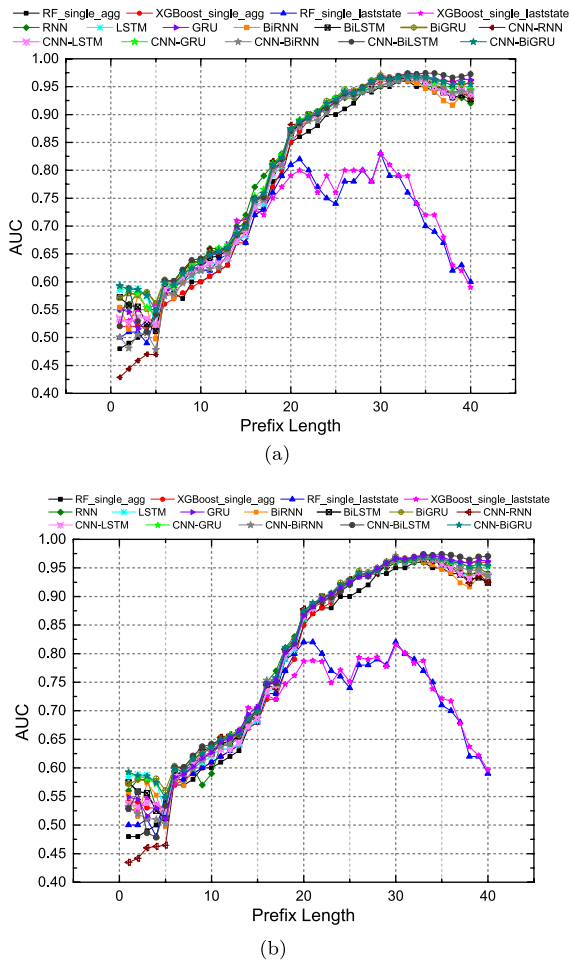 RF_single_agg XGBoost_single_agg RF_single_laststate XGBoost_single_laststate
RNN LSTM GRU BiRNN BiLSTM BiGRU CNN-RNN
CNN-LSTM CNN-GRU CNN-BiRNN CNN-BiLSTM CNN-BiGRU
1.00
0.95
0.90
0.85
0.80
0.75
0.70
0.65
0.60
0.55
0.50
0.45
0.40
AUC
0 10 20 30 40
Prefix Length
(a)
RF_single_agg XGBoost_single_agg RF_single_laststate XGBoost_single_laststate
RNN LSTM GRU BiRNN BiLSTM BiGRU CNN-RNN
CNN-LSTM CNN-GRU CNN-BiRNN CNN-BiLSTM CNN-BiGRU
1.00
0.95
0.90
0.85
0.80
0.75
0.70
0.65
0.60
0.55
0.50
0.45
0.40
AUC
0 10 20 30 40
Prefix Length
(b)